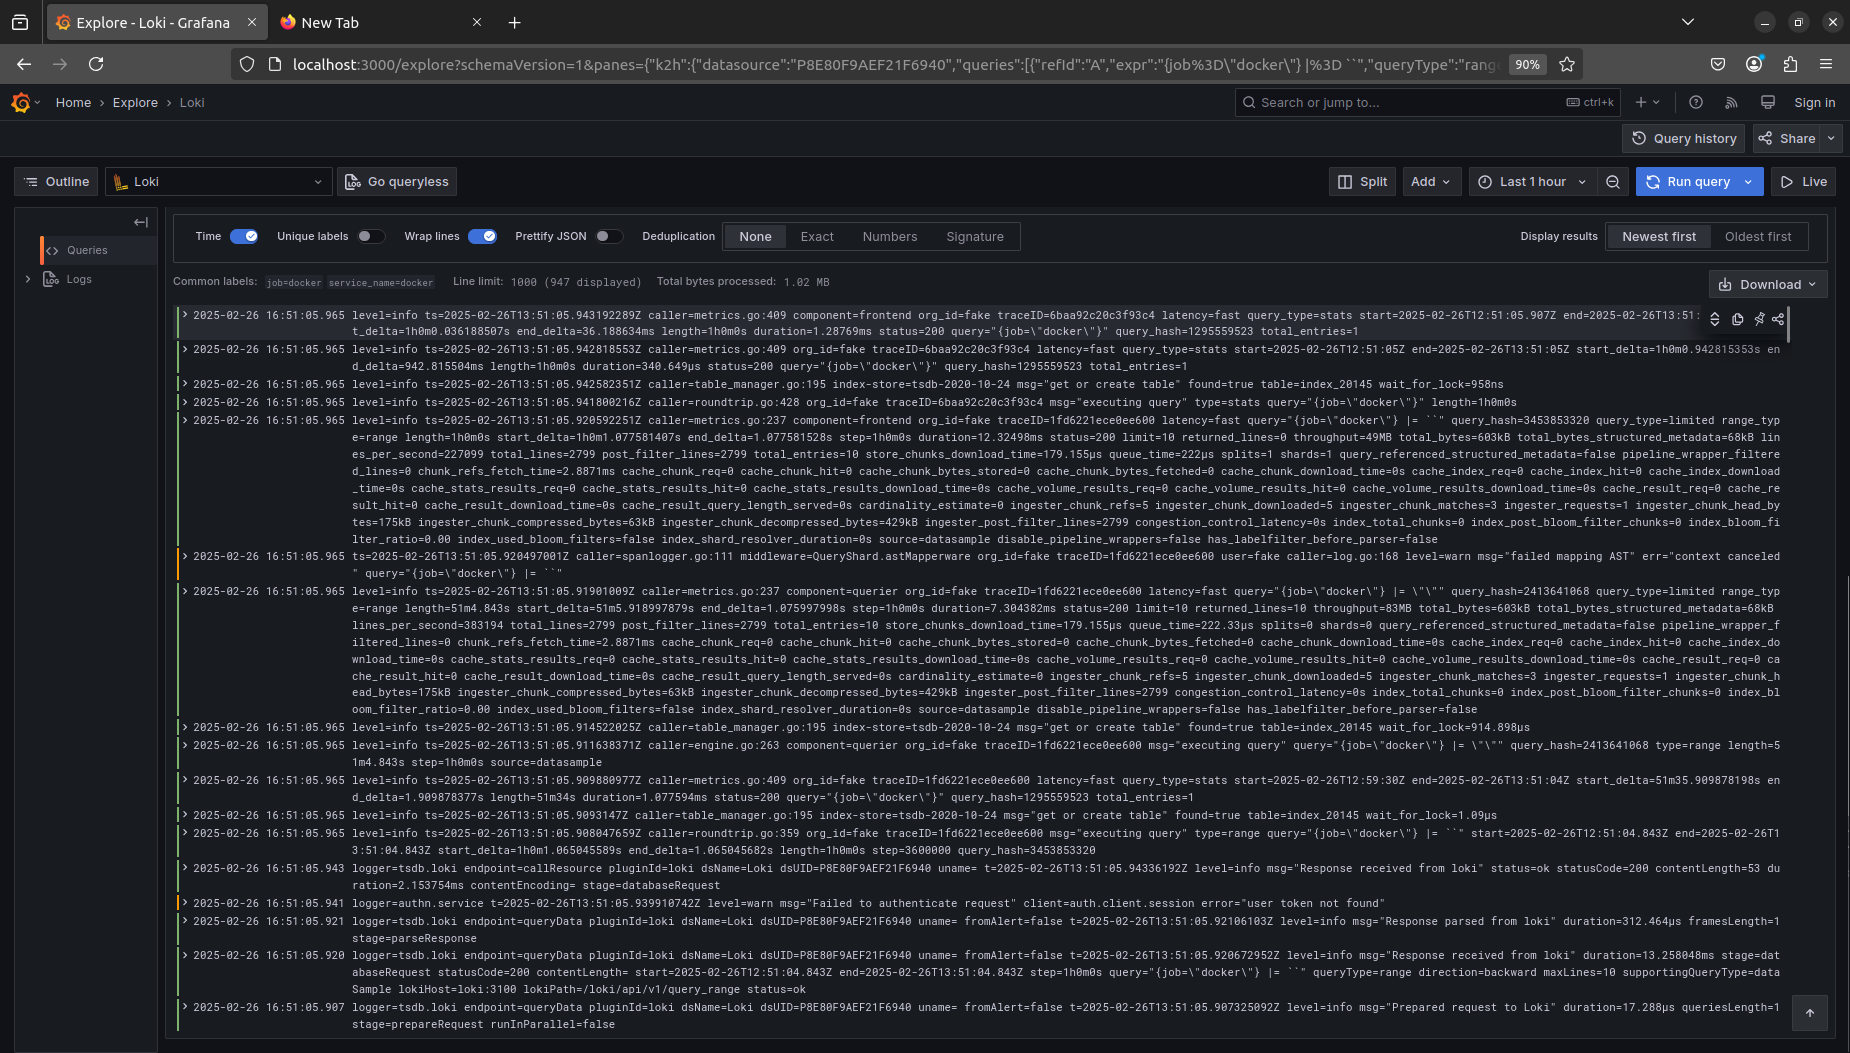 Explore - Loki - Grafana
New Tab
localhost:3000/explore?schemaVersion=1&panes={"k2h":{"datasource":"P8E80F9AEF21F6940","queries":[{"refId":"A","expr":"{job%3D\"docker\"} |%3D ``","queryType":"rang
90%
Home › Explore › Loki
Search or jump to...
ctrl+k
Sign in
Query history
Share
Outline
Loki
Go queryless
Split
Add
Last 1 hour
Run query
Live
Queries
Logs
Time
Unique labels
Wrap lines
Prettify JSON
Deduplication
None
Exact
Numbers
Signature
Display results
Newest first
Oldest first
Common labels: job=docker service_name=docker Line limit: 1000 (947 displayed) Total bytes processed: 1.02 MB
Download
2025-02-26 16:51:05.965 level=info ts=2025-02-26T13:51:05.943192289Z caller=metrics.go:409 component=frontend org_id=fake traceID=6baa92c20c3f93c4 latency=fast query_type=stats start=2025-02-26T12:51:05.907Z end=2025-02-26T13:51:
t_delta=1h0m0.036188507s end_delta=36.188634ms length=1h0m0s duration=1.28769ms status=200 query="{job=\"docker\"}" query_hash=1295559523 total_entries=1
2025-02-26 16:51:05.965 level=info ts=2025-02-26T13:51:05.942818553Z caller=metrics.go:409 org_id=fake traceID=6baa92c20c3f93c4 latency=fast query_type=stats start=2025-02-26T12:51:05Z end=2025-02-26T13:51:05Z start_delta=1h0m0.942815353s en
d_delta=942.815504ms length=1h0m0s duration=340.649µs status=200 query="{job=\"docker\"}" query_hash=1295559523 total_entries=1
2025-02-26 16:51:05.965 level=info ts=2025-02-26T13:51:05.942582351Z caller=table_manager.go:195 index-store=tsdb-2020-10-24 msg="get or create table" found=true table=index_20145 wait_for_lock=958ns
2025-02-26 16:51:05.965 level=info ts=2025-02-26T13:51:05.941800216Z caller=roundtrip.go:428 org_id=fake traceID=6baa92c20c3f93c4 msg="executing query" type=stats query="{job=\"docker\"}" length=1h0m0s
2025-02-26 16:51:05.965 level=info ts=2025-02-26T13:51:05.920592251Z caller=metrics.go:237 component=frontend org_id=fake traceID=1fd6221ece0ee600 latency=fast query="{job=\"docker\"} |= ``" query_hash=3453853320 query_type=limited range_typ
e=range length=1h0m0s start_delta=1h0m1.077581407s end_delta=1.077581528s step=1h0m0s duration=12.32498ms status=200 limit=10 returned_lines=0 throughput=49MB total_bytes=603kB total_bytes_structured_metadata=68kB lin
es_per_second=227099 total_lines=2799 post_filter_lines=2799 total_entries=10 store_chunks_download_time=179.155µs queue_time=222µs splits=1 shards=1 query_referenced_structured_metadata=false pipeline_wrapper_filtere
d_lines=0 chunk_refs_fetch_time=2.8871ms cache_chunk_req=0 cache_chunk_hit=0 cache_chunk_bytes_stored=0 cache_chunk_bytes_fetched=0 cache_chunk_download_time=0s cache_index_req=0 cache_index_hit=0 cache_index_download
_time=0s cache_stats_results_req=0 cache_stats_results_hit=0 cache_stats_results_download_time=0s cache_volume_results_req=0 cache_volume_results_hit=0 cache_volume_results_download_time=0s cache_result_req=0 cache_re
sult_hit=0 cache_result_download_time=0s cache_result_query_length_served=0s cardinality_estimate=0 ingester_chunk_refs=5 ingester_chunk_downloaded=5 ingester_chunk_matches=3 ingester_requests=1 ingester_chunk_head_by
tes=175kB ingester_chunk_compressed_bytes=63kB ingester_chunk_decompressed_bytes=429kB ingester_post_filter_lines=2799 congestion_control_latency=0s index_total_chunks=0 index_post_bloom_filter_chunks=0 index_bloom_fi
lter_ratio=0.00 index_used_bloom_filters=false index_shard_resolver_duration=0s source=datasample disable_pipeline_wrappers=false has_labelfilter_before_parser=false
2025-02-26 16:51:05.965 ts=2025-02-26T13:51:05.920497001Z caller=spanlogger.go:111 middleware=QueryShard.astMapperware org_id=fake traceID=1fd6221ece0ee600 user=fake caller=log.go:168 level=warn msg="failed mapping AST" err="context canceled
" query="{job=\"docker\"} |= ``"
2025-02-26 16:51:05.965 level=info ts=2025-02-26T13:51:05.91901009Z caller=metrics.go:237 component=querier org_id=fake traceID=1fd6221ece0ee600 latency=fast query="{job=\"docker\"} |= \"\"" query_hash=2413641068 query_type=limited range_typ
e=range length=51m4.843s start_delta=51m5.918997879s end_delta=1.075997998s step=1h0m0s duration=7.304382ms status=200 limit=10 returned_lines=10 throughput=83MB total_bytes=603kB total_bytes_structured_metadata=68kB
lines_per_second=383194 total_lines=2799 post_filter_lines=2799 total_entries=10 store_chunks_download_time=179.155µs queue_time=222.33µs splits=0 shards=0 query_referenced_structured_metadata=false pipeline_wrapper_f
iltered_lines=0 chunk_refs_fetch_time=2.8871ms cache_chunk_req=0 cache_chunk_hit=0 cache_chunk_bytes_stored=0 cache_chunk_bytes_fetched=0 cache_chunk_download_time=0s cache_index_req=0 cache_index_hit=0 cache_index_do
wnload_time=0s cache_stats_results_req=0 cache_stats_results_hit=0 cache_stats_results_download_time=0s cache_volume_results_req=0 cache_volume_results_hit=0 cache_volume_results_download_time=0s cache_result_req=0 ca
che_result_hit=0 cache_result_download_time=0s cache_result_query_length_served=0s cardinality_estimate=0 ingester_chunk_refs=5 ingester_chunk_downloaded=5 ingester_chunk_matches=3 ingester_requests=1 ingester_chunk_h
ead_bytes=175kB ingester_chunk_compressed_bytes=63kB ingester_chunk_decompressed_bytes=429kB ingester_post_filter_lines=2799 congestion_control_latency=0s index_total_chunks=0 index_post_bloom_filter_chunks=0 index_bl
oom_filter_ratio=0.00 index_used_bloom_filters=false index_shard_resolver_duration=0s source=datasample disable_pipeline_wrappers=false has_labelfilter_before_parser=false
2025-02-26 16:51:05.965 level=info ts=2025-02-26T13:51:05.914522025Z caller=table_manager.go:195 index-store=tsdb-2020-10-24 msg="get or create table" found=true table=index_20145 wait_for_lock=914.898µs
2025-02-26 16:51:05.965 level=info ts=2025-02-26T13:51:05.911638371Z caller=engine.go:263 component=querier org_id=fake traceID=1fd6221ece0ee600 msg="executing query" query="{job=\"docker\"} |= \"\"" query_hash=2413641068 type=range length=5
1m4.843s step=1h0m0s source=datasample
2025-02-26 16:51:05.965 level=info ts=2025-02-26T13:51:05.909880977Z caller=metrics.go:409 org_id=fake traceID=1fd6221ece0ee600 latency=fast query_type=stats start=2025-02-26T12:59:30Z end=2025-02-26T13:51:04Z start_delta=51m35.909878198s en
d_delta=1.909878377s length=51m34s duration=1.077594ms status=200 query="{job=\"docker\"}" query_hash=1295559523 total_entries=1
2025-02-26 16:51:05.965 level=info ts=2025-02-26T13:51:05.9093147Z caller=table_manager.go:195 index-store=tsdb-2020-10-24 msg="get or create table" found=true table=index_20145 wait_for_lock=1.09µs
2025-02-26 16:51:05.965 level=info ts=2025-02-26T13:51:05.908047659Z caller=roundtrip.go:359 org_id=fake traceID=1fd6221ece0ee600 msg="executing query" type=range query="{job=\"docker\"} |= ``" start=2025-02-26T12:51:04.843Z end=2025-02-26T1
3:51:04.843Z start_delta=1h0m1.065045589s end_delta=1.065045682s length=1h0m0s step=3600000 query_hash=3453853320
2025-02-26 16:51:05.943 logger=tsdb.loki endpoint=callResource pluginId=loki dsName=Loki dsUID=P8E80F9AEF21F6940 uname= t=2025-02-26T13:51:05.94336192Z level=info msg="Response received from loki" status=ok statusCode=200 contentLength=53 du
ration=2.153754ms contentEncoding= stage=databaseRequest
2025-02-26 16:51:05.941 logger=authn.service t=2025-02-26T13:51:05.939910742Z level=warn msg="Failed to authenticate request" client=auth.client.session error="user token not found"
2025-02-26 16:51:05.921 logger=tsdb.loki endpoint=queryData pluginId=loki dsName=Loki dsUID=P8E80F9AEF21F6940 uname= fromAlert=false t=2025-02-26T13:51:05.92106103Z level=info msg="Response parsed from loki" duration=312.464µs framesLength=1
stage=parseResponse
2025-02-26 16:51:05.920 logger=tsdb.loki endpoint=queryData pluginId=loki dsName=Loki dsUID=P8E80F9AEF21F6940 uname= fromAlert=false t=2025-02-26T13:51:05.920672952Z level=info msg="Response received from loki" duration=13.258048ms stage=dat
abaseRequest statusCode=200 contentLength= start=2025-02-26T12:51:04.843Z end=2025-02-26T13:51:04.843Z step=1h0m0s query="{job=\"docker\"} |= ``" queryType=range direction=backward maxLines=10 supportingQueryType=data
Sample lokiHost=loki:3100 lokiPath=/loki/api/v1/query_range status=ok
2025-02-26 16:51:05.907 logger=tsdb.loki endpoint=queryData pluginId=loki dsName=Loki dsUID=P8E80F9AEF21F6940 uname= fromAlert=false t=2025-02-26T13:51:05.907325092Z level=info msg="Prepared request to Loki" duration=17.288µs queriesLength=1
stage=prepareRequest runInParallel=false